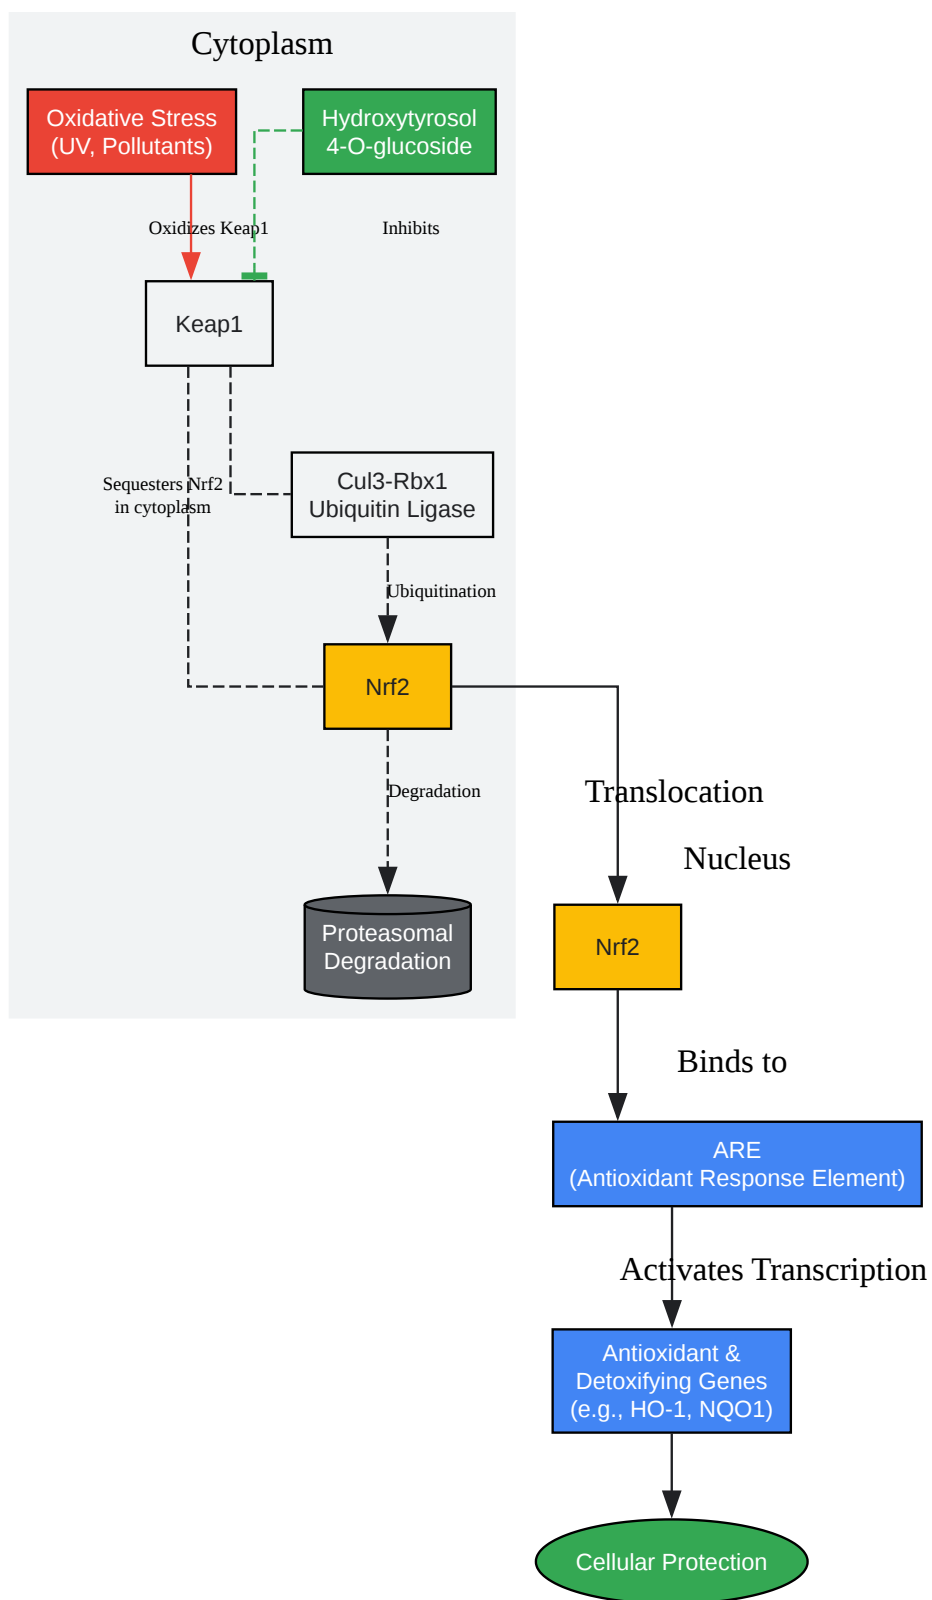 Cytoplasm
Oxidative Stress
(UV, Pollutants)
Hydroxytyrosol
4-O-glucoside
Oxidizes Keap1
Inhibits
Keap1
Sequesters Nrf2
in cytoplasm
Cul3-Rbx1
Ubiquitin Ligase
Ubiquitination
Nrf2
Degradation
Translocation
Nucleus
Proteasomal
Degradation
Nrf2
Binds to
ARE
(Antioxidant Response Element)
Activates Transcription
Antioxidant &
Detoxifying Genes
(e.g., HO-1, NQO1)
Cellular Protection